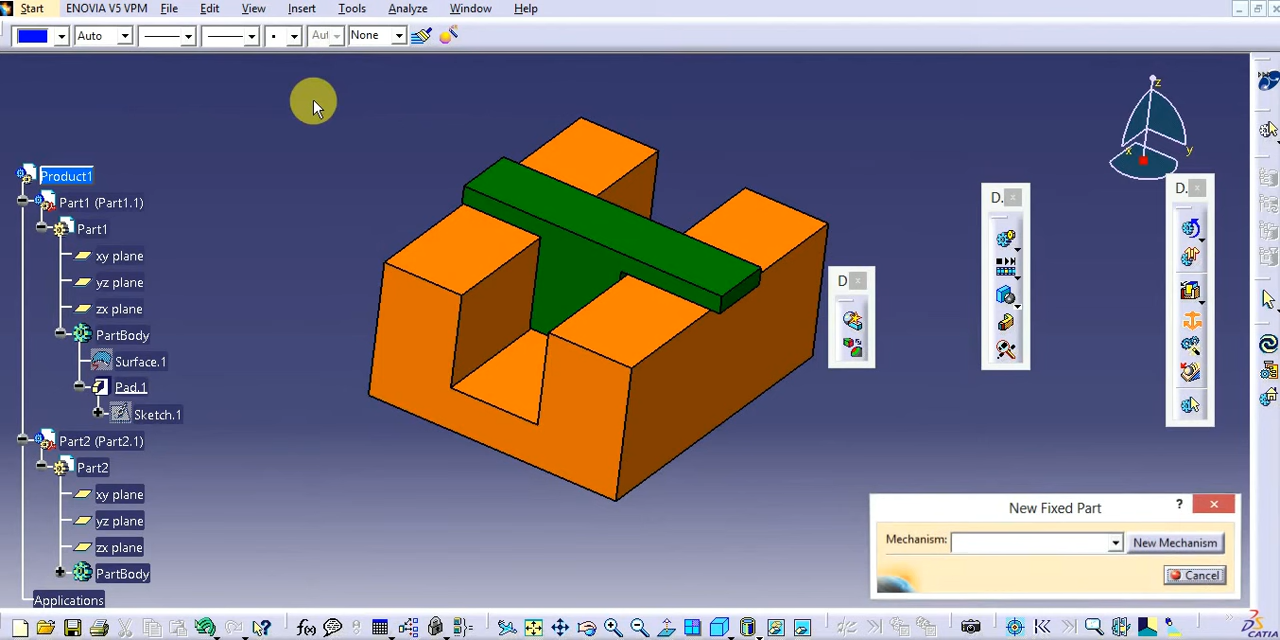 Start ENOVIA V5 VPM File Edit View Insert Tools Analyze Window Help
Auto None
z
x y
Product1
Part1 (Part1.1)
Part1
xy plane
yz plane
zx plane
PartBody
Surface.1
Pad.1
Sketch.1
Part2 (Part2.1)
Part2
xy plane
yz plane
zx plane
PartBody
Applications
D
D..
D..
New Fixed Part
?
Mechanism:
New Mechanism
Cancel
f(x)
CATIA